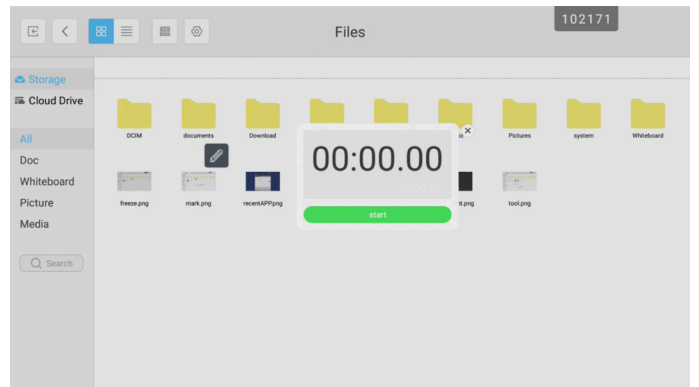 Files
102171
Storage
Cloud Drive
All
Doc
Whiteboard
Picture
Media
Search
DCIM
documents
Download
Pictures
system
Whiteboard
00:00.00
start
freeze.png
mark.png
recentAPP.png
tool.png